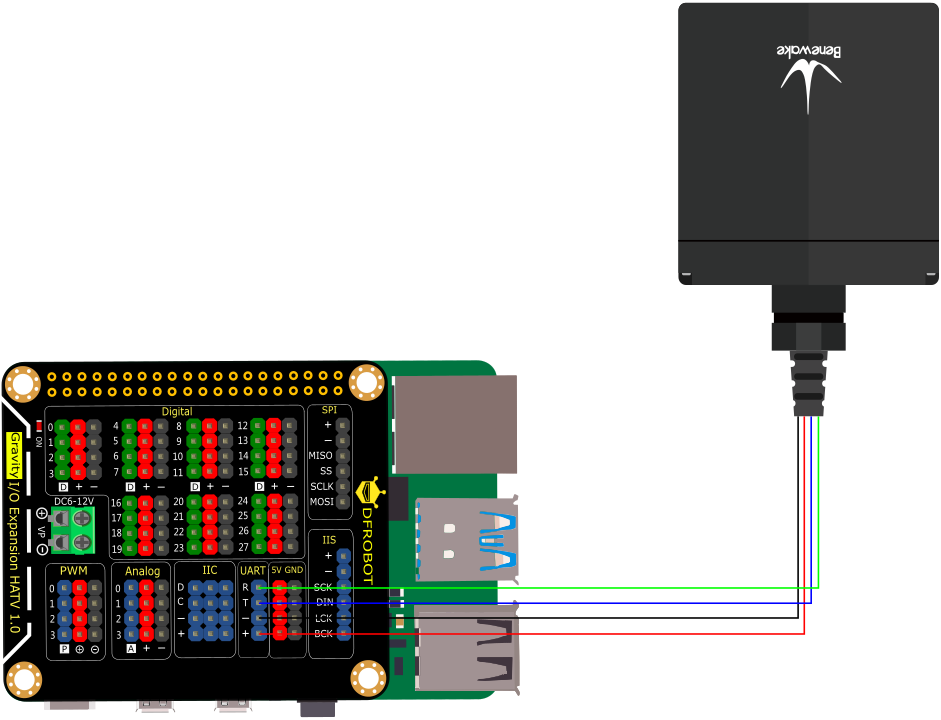 Benewake
Digital
SPI
0
1
2
3
D + −
4
5
6
7
D + −
8
9
10
11
D + −
12
13
14
15
D + −
+
−
MISO
SS
SCLK
MOSI
ON
Gravity I/O Expansion HAT V 1.0
DC6-12V
+ VP −
16
17
18
19
20
21
22
23
24
25
26
27
DFROBOT
IIS
+
−
SCK
DIN
LCK
BCK
PWM
0
1
2
3
P + −
Analog
0
1
2
3
A + −
IIC
D
C
−
+
UART
R
T
−
+
5V GND